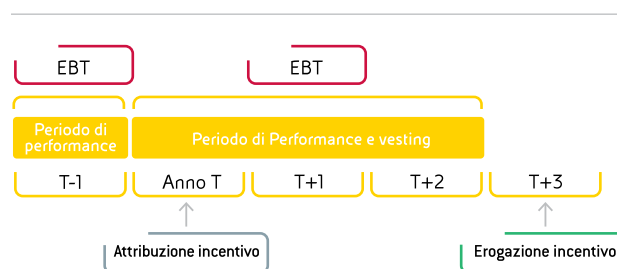 EBT EBT
Periodo di
performance
Periodo di Performance e vesting
T-1 Anno T T+1 T+2 T+3
Attribuzione incentivo Erogazione incentivo